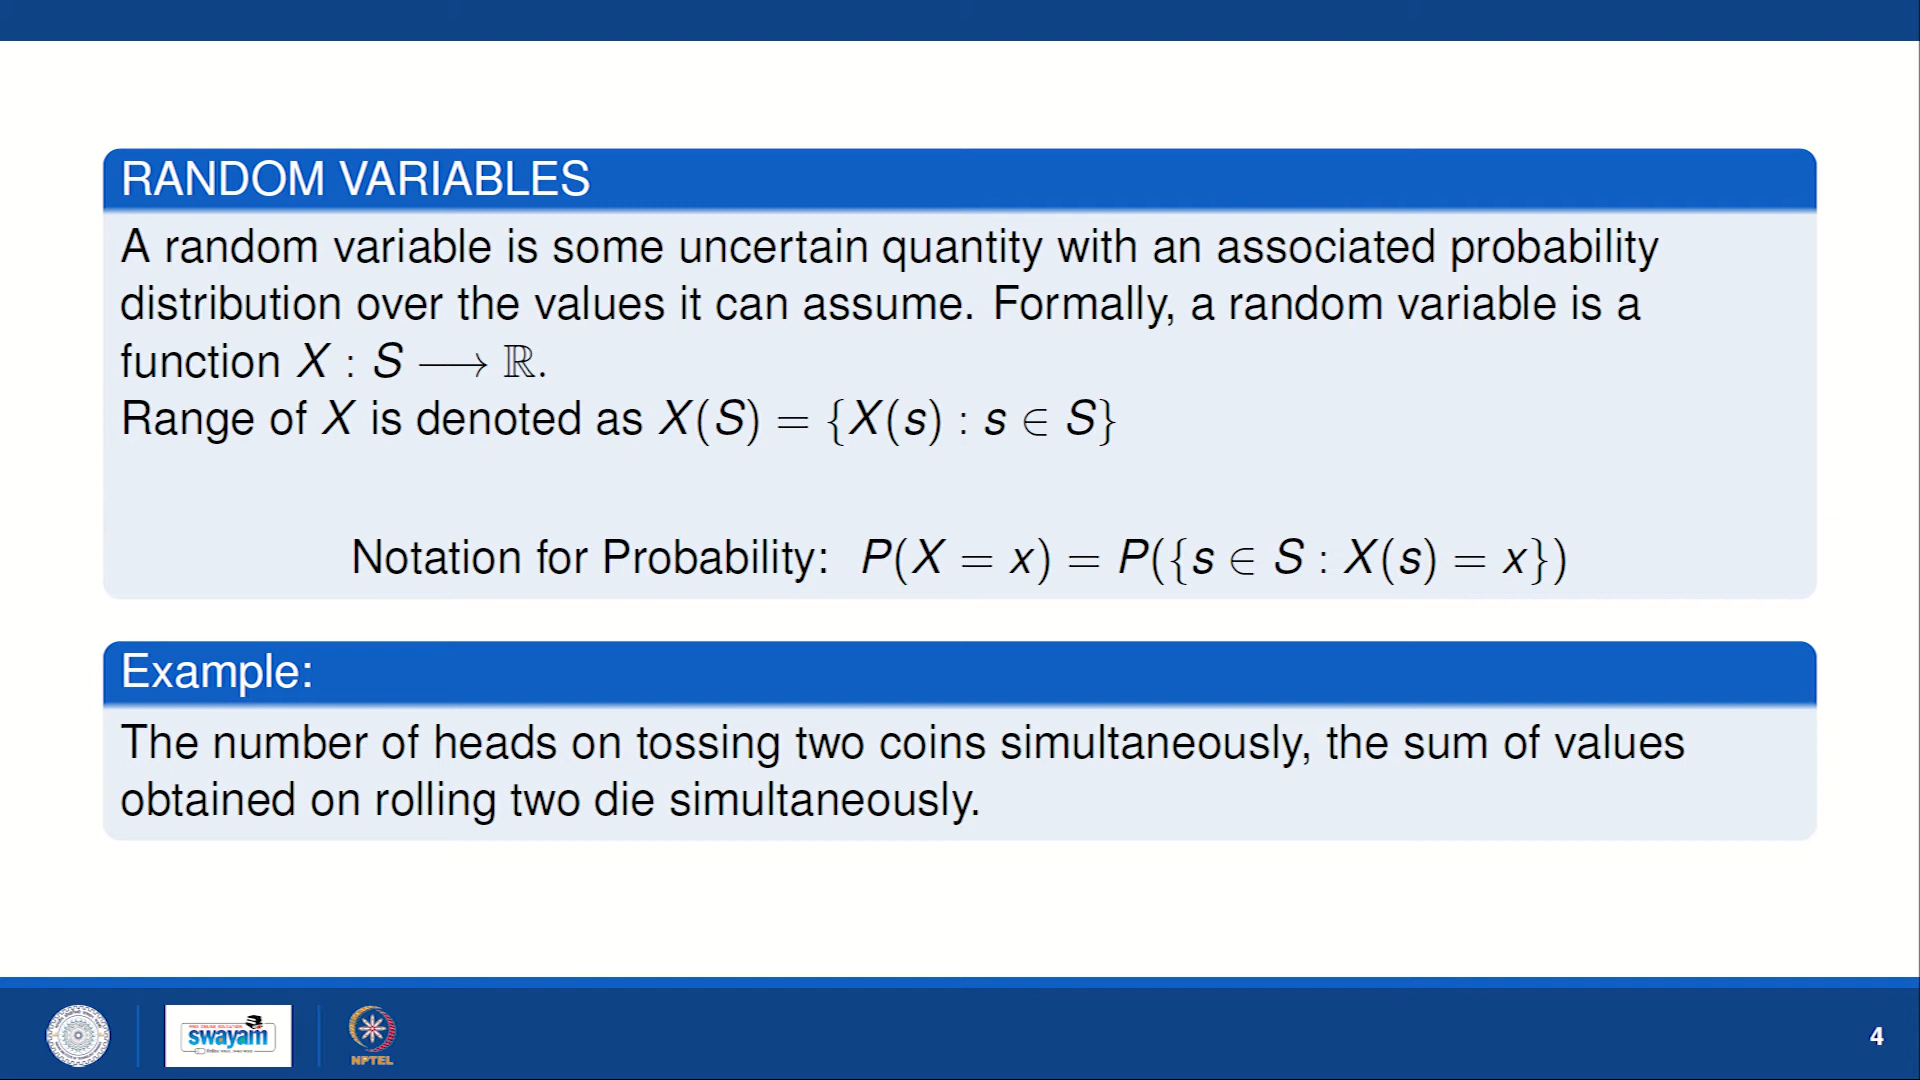 RANDOM VARIABLES
A random variable is some uncertain quantity with an associated probability
distribution over the values it can assume. Formally, a random variable is a
function X : S ⟶ ℝ.
Range of X is denoted as X(S) = {X(s) : s ∈ S}
Notation for Probability: P(X = x) = P({s ∈ S : X(s) = x})
Example:
The number of heads on tossing two coins simultaneously, the sum of values
obtained on rolling two die simultaneously.
swayam
NPTEL
4